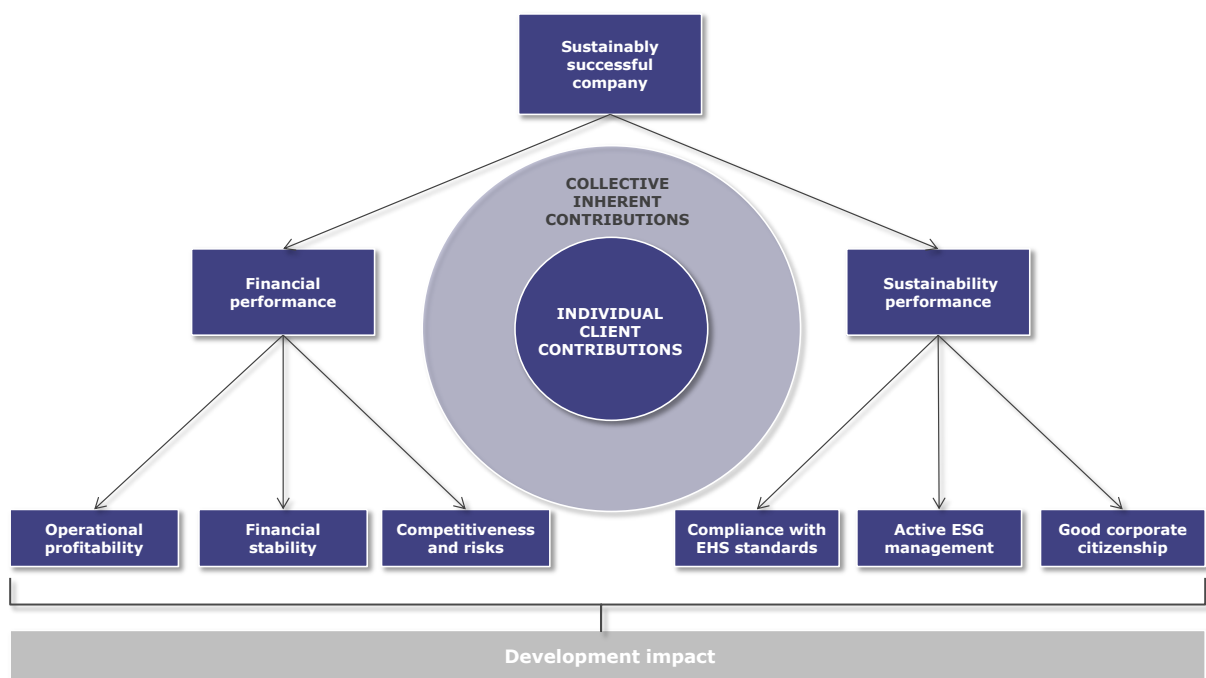 Sustainably
successful
company
COLLECTIVE
INHERENT
CONTRIBUTIONS
Financial
performance
INDIVIDUAL
CLIENT
CONTRIBUTIONS
Sustainability
performance
Operational
profitability
Financial
stability
Competitiveness
and risks
Compliance with
EHS standards
Active ESG
management
Good corporate
citizenship
Development impact